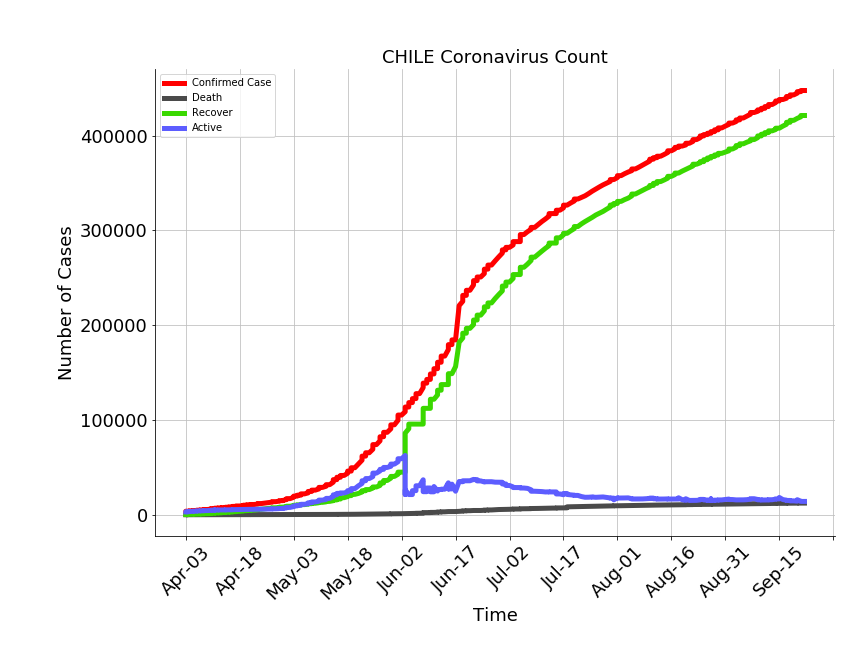 CHILE Coronavirus Count
Confirmed Case
Death
Recover
Active
Number of Cases
400000
300000
200000
100000
0
Apr-03
Apr-18
May-03
May-18
Jun-02
Jun-17
Jul-02
Jul-17
Aug-01
Aug-16
Aug-31
Sep-15
Time